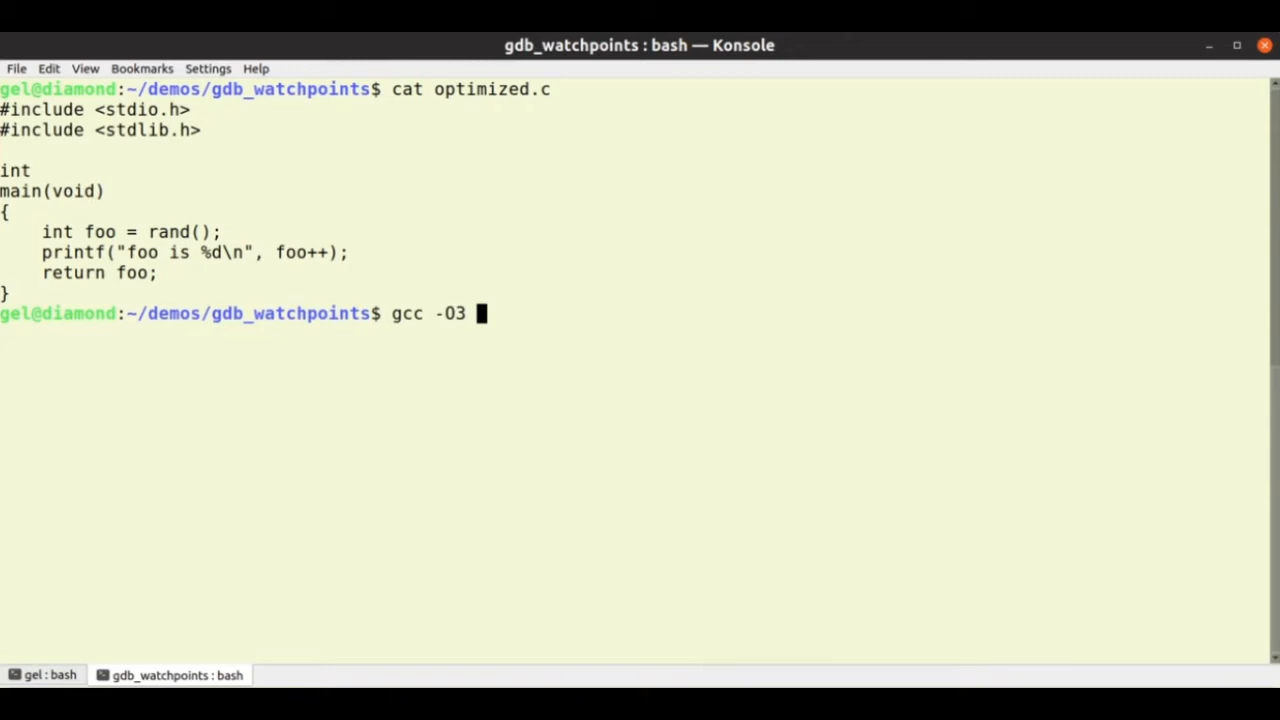 gdb_watchpoints : bash — Konsole
File Edit View Bookmarks Settings Help
gel@diamond:~/demos/gdb_watchpoints$ cat optimized.c
#include <stdio.h>
#include <stdlib.h>
int
main(void)
{
    int foo = rand();
    printf("foo is %d\n", foo++);
    return foo;
}
gel@diamond:~/demos/gdb_watchpoints$ gcc -O3
gel : bash gdb_watchpoints : bash